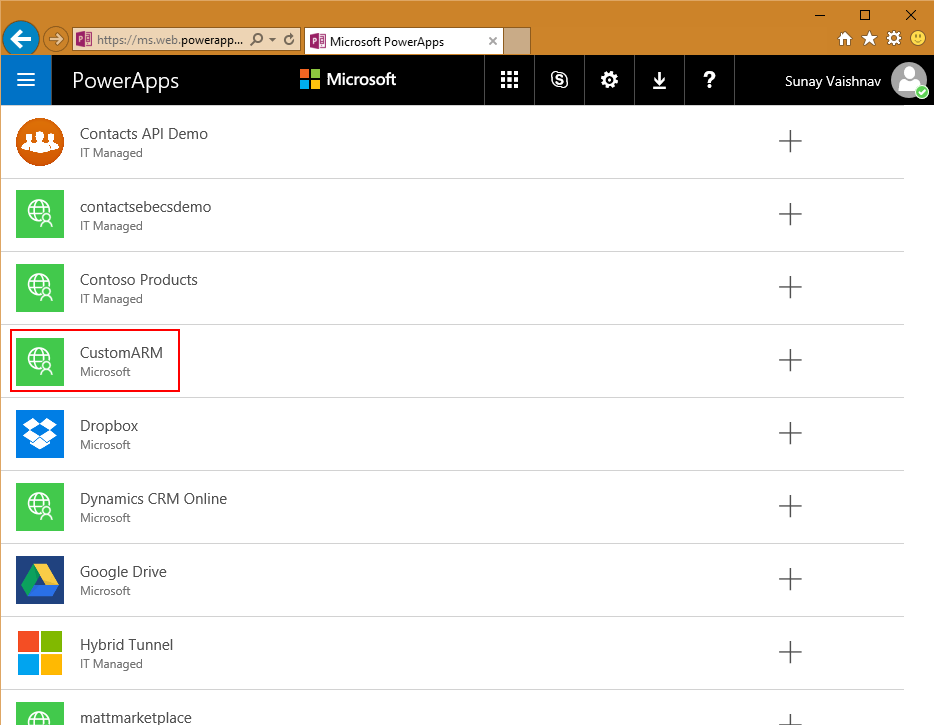 https://ms.web.powerapp...
Microsoft PowerApps
PowerApps
Microsoft
?
Sunay Vaishnav
Contacts API Demo
IT Managed
contactsebecsdemo
IT Managed
Contoso Products
IT Managed
CustomARM
Microsoft
Dropbox
Microsoft
Dynamics CRM Online
Microsoft
Google Drive
Microsoft
Hybrid Tunnel
IT Managed
mattmarketplace